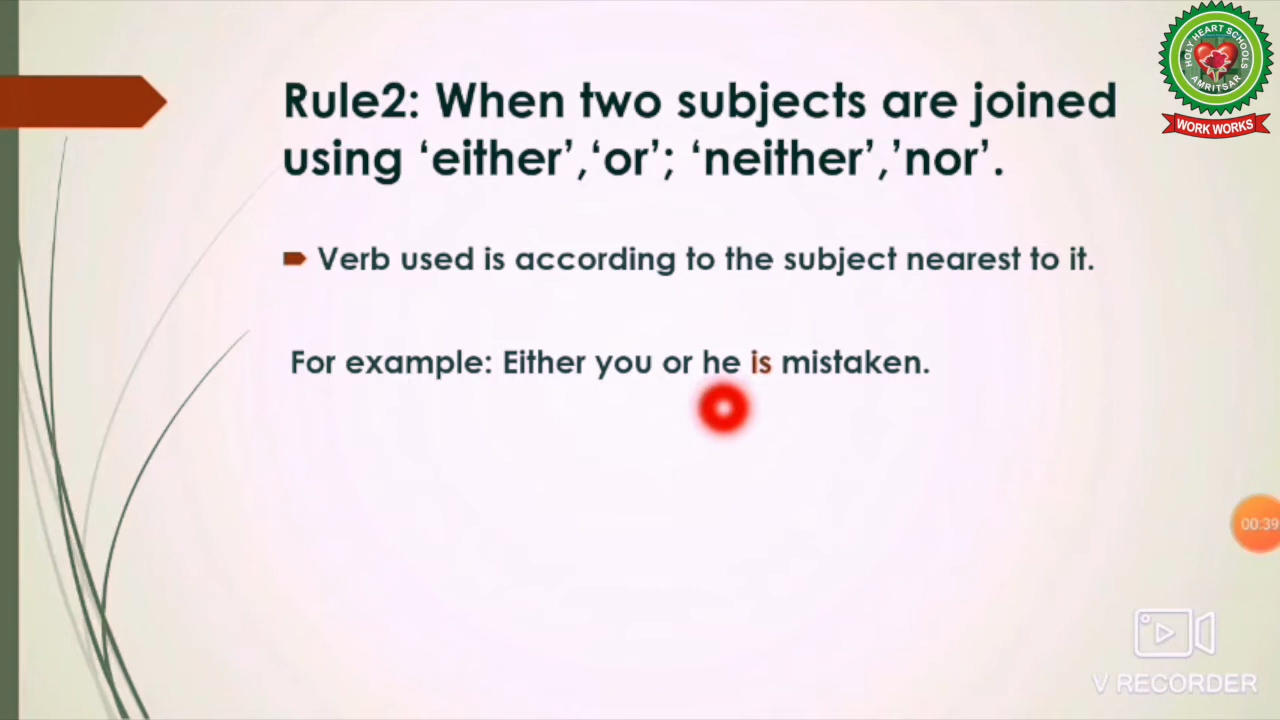 HOLY HEART SCHOOLS
AMRITSAR
WORK WORKS
Rule2: When two subjects are joined
using ‘either’,‘or’; ‘neither’,’nor’.
Verb used is according to the subject nearest to it.
For example: Either you or he is mistaken.
00:39
V RECORDER